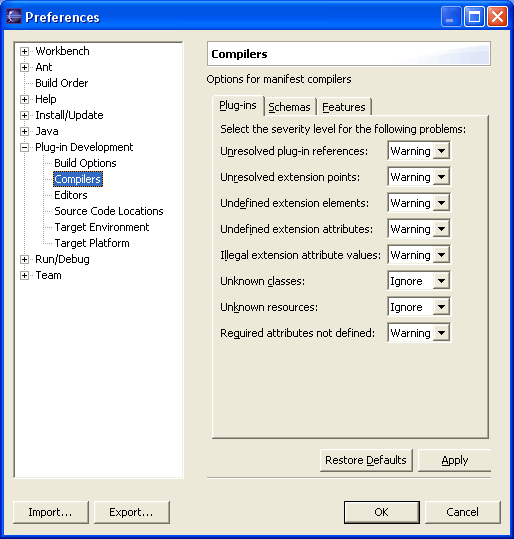 Preferences
Workbench
Ant
Build Order
Help
Install/Update
Java
Plug-in Development
Build Options
Compilers
Editors
Source Code Locations
Target Environment
Target Platform
Run/Debug
Team
Compilers
Options for manifest compilers
Plug-ins Schemas Features
Select the severity level for the following problems:
Unresolved plug-in references: Warning
Unresolved extension points: Warning
Undefined extension elements: Warning
Undefined extension attributes: Warning
Illegal extension attribute values: Warning
Unknown classes: Ignore
Unknown resources: Ignore
Required attributes not defined: Warning
Restore Defaults Apply
Import... Export... OK Cancel